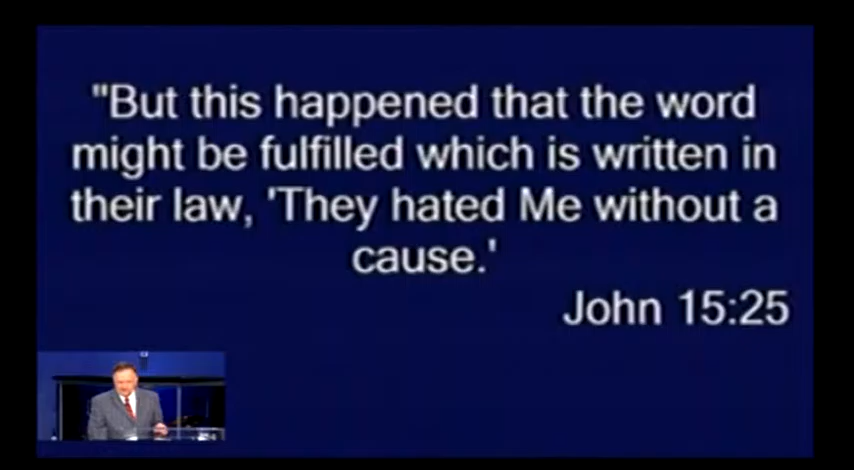 "But this happened that the word
might be fulfilled which is written in
their law, 'They hated Me without a
cause.'
John 15:25